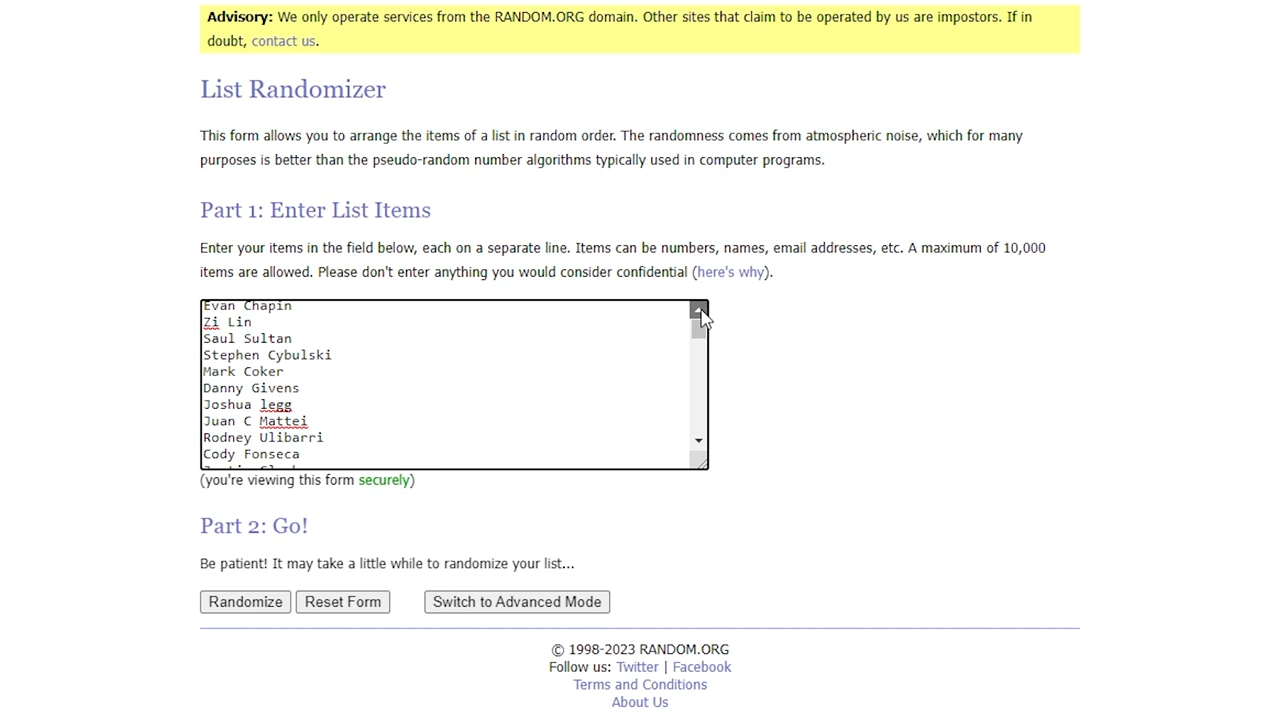 Advisory: We only operate services from the RANDOM.ORG domain. Other sites that claim to be operated by us are impostors. If in
doubt, contact us.
List Randomizer
This form allows you to arrange the items of a list in random order. The randomness comes from atmospheric noise, which for many
purposes is better than the pseudo-random number algorithms typically used in computer programs.
Part 1: Enter List Items
Enter your items in the field below, each on a separate line. Items can be numbers, names, email addresses, etc. A maximum of 10,000
items are allowed. Please don't enter anything you would consider confidential (here's why).
Evan Chapin
Zi Lin
Saul Sultan
Stephen Cybulski
Mark Coker
Danny Givens
Joshua legg
Juan C Mattei
Rodney Ulibarri
Cody Fonseca
(you're viewing this form securely)
Part 2: Go!
Be patient! It may take a little while to randomize your list...
Randomize Reset Form Switch to Advanced Mode
© 1998-2023 RANDOM.ORG
Follow us: Twitter | Facebook
Terms and Conditions
About Us